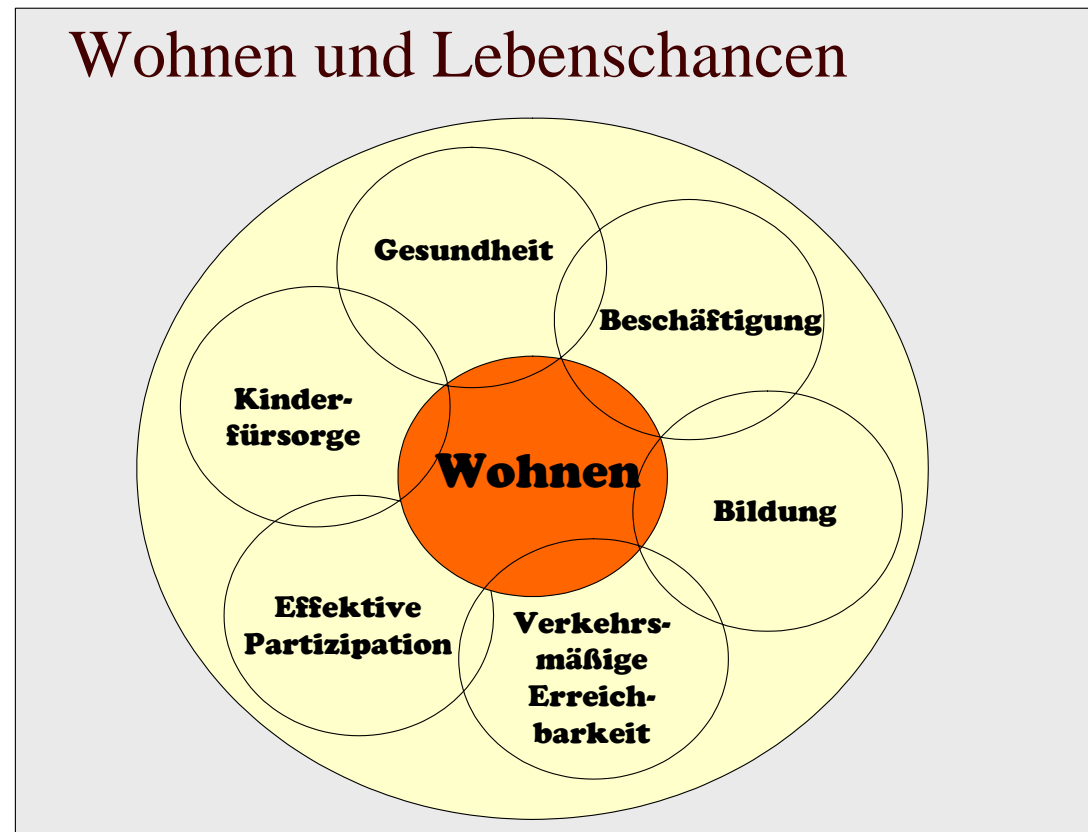 Wohnen und Lebenschancen
Gesundheit
Beschäftigung
Kinder-
fürsorge
Wohnen
Bildung
Effektive
Partizipation
Verkehrs-
mäßige
Erreich-
barkeit